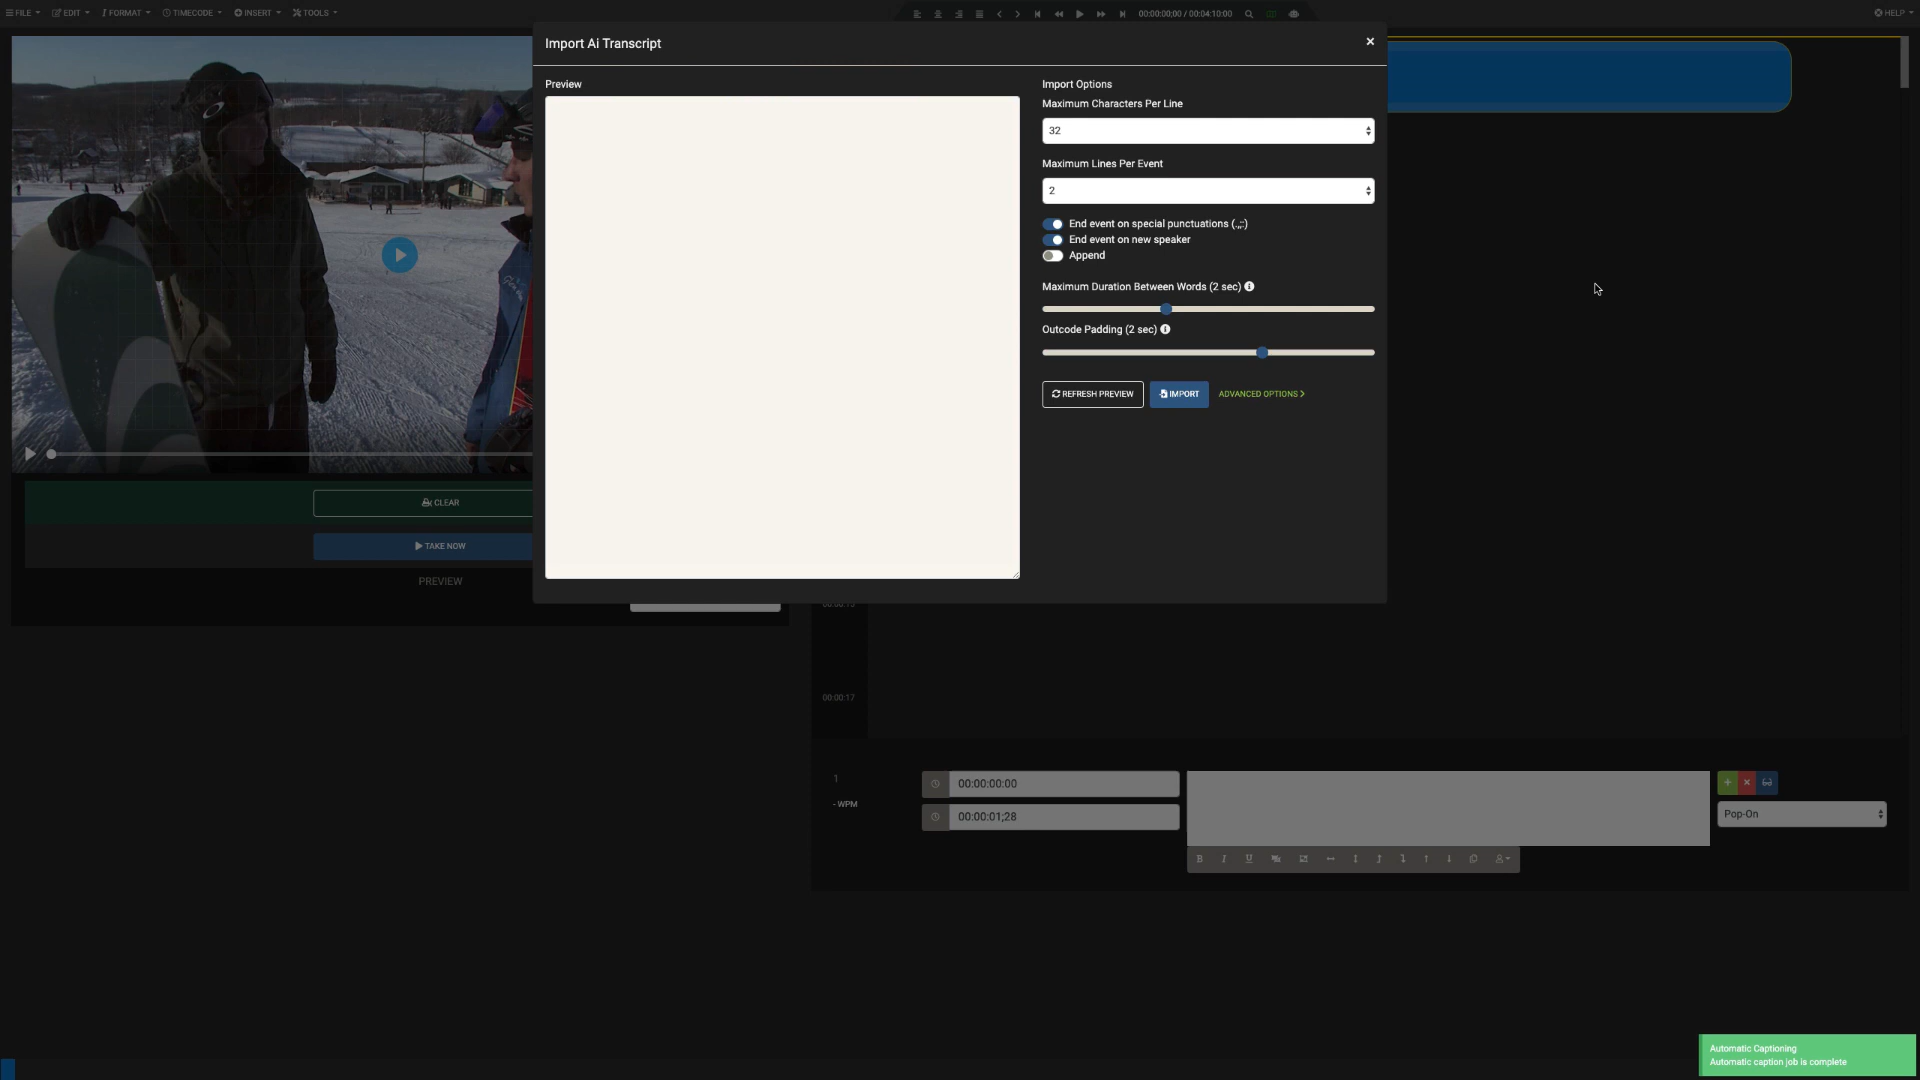 FILE
EDIT
FORMAT
TIMECODE
INSERT
TOOLS
00:00:00;00 / 00:04:10:00
HELP
Import Ai Transcript
Preview
Import Options
Maximum Characters Per Line
32
Maximum Lines Per Event
2
End event on special punctuations (.,;:)
End event on new speaker
Append
Maximum Duration Between Words (2 sec)
Outcode Padding (2 sec)
REFRESH PREVIEW
IMPORT
ADVANCED OPTIONS
CLEAR
TAKE NOW
PREVIEW
00:00:15
00:00:17
1
- WPM
00:00:00:00
00:00:01;28
Pop-On
B I U
Automatic Captioning
Automatic caption job is complete